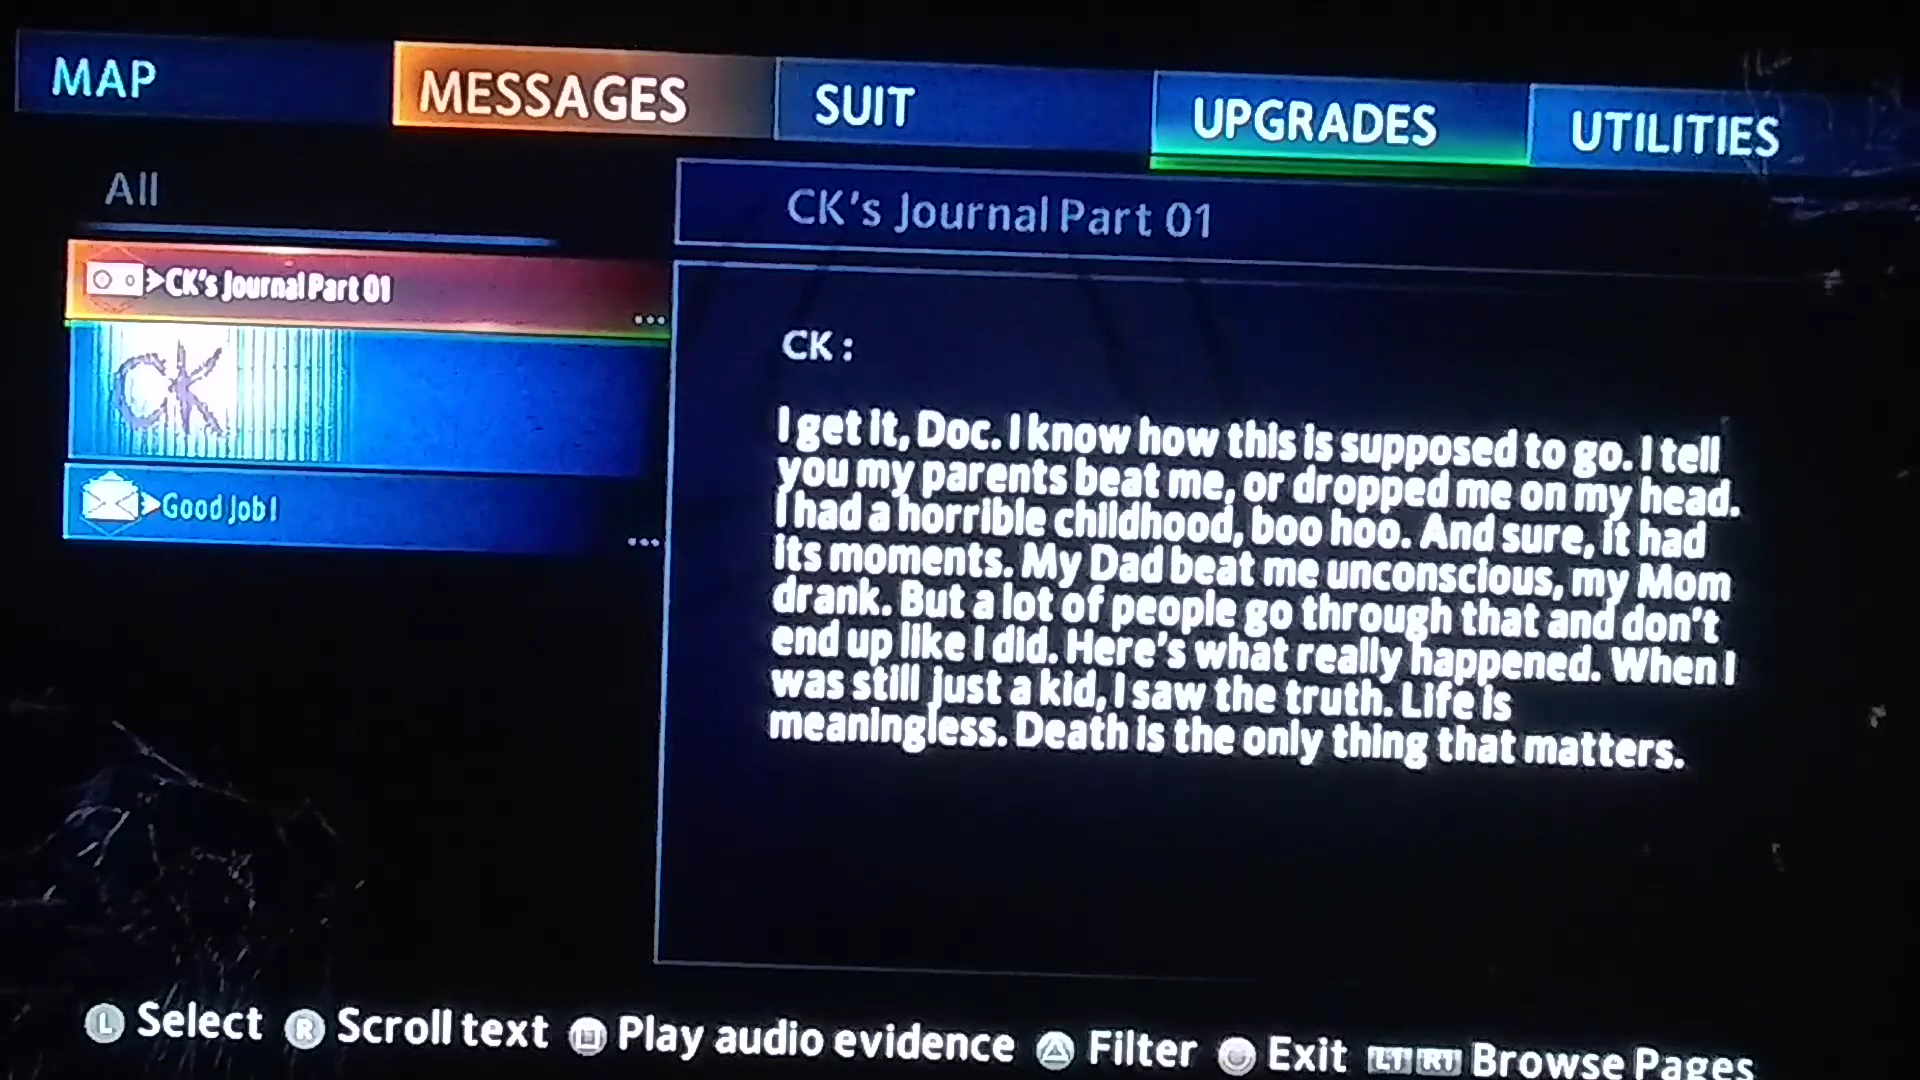 MAP
MESSAGES
SUIT
UPGRADES
UTILITIES
All
>CK's Journal Part 01
...
CK
>Good Job!
...
CK's Journal Part 01
CK :
I get it, Doc. I know how this is supposed to go. I tell
you my parents beat me, or dropped me on my head.
I had a horrible childhood, boo hoo. And sure, it had
its moments. My Dad beat me unconscious, my Mom
drank. But a lot of people go through that and don't
end up like I did. Here's what really happened. When I
was still just a kid, I saw the truth. Life is
meaningless. Death is the only thing that matters.
L Select R Scroll text Play audio evidence Filter Exit LT RT Browse Pages